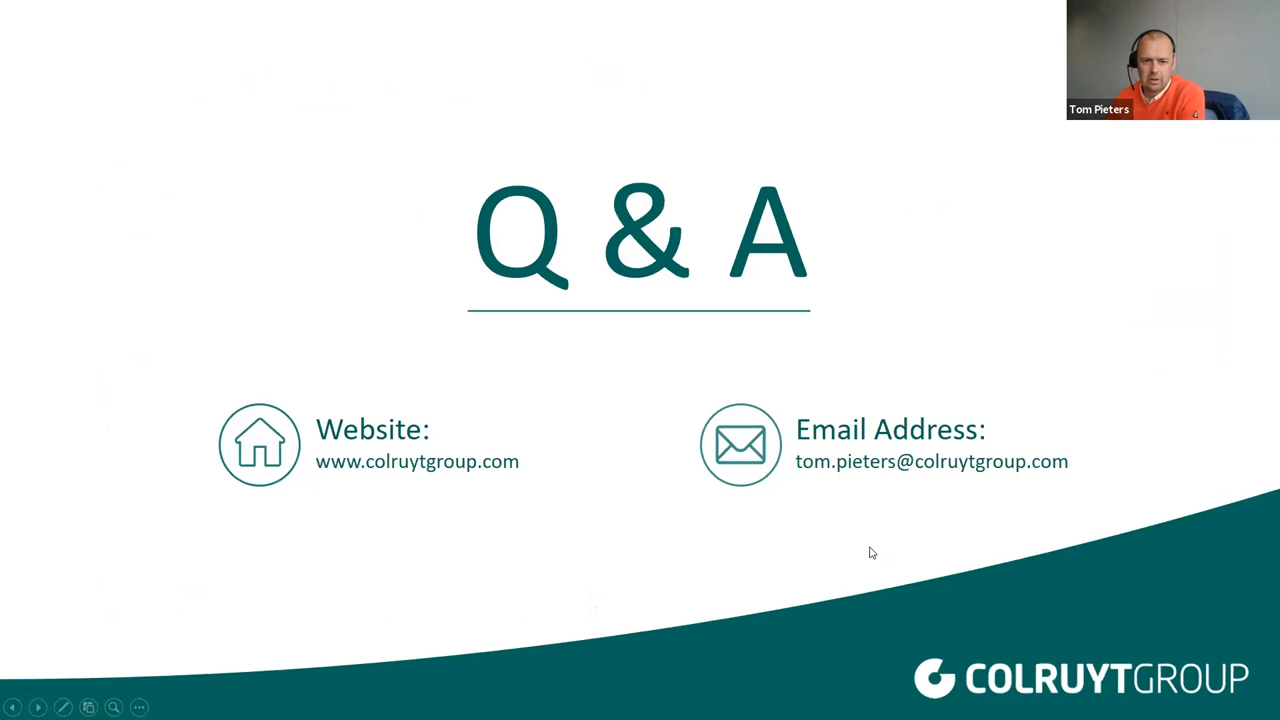 Tom Pieters
Q & A
Website:
www.colruytgroup.com
Email Address:
tom.pieters@colruytgroup.com
COLRUYTGROUP